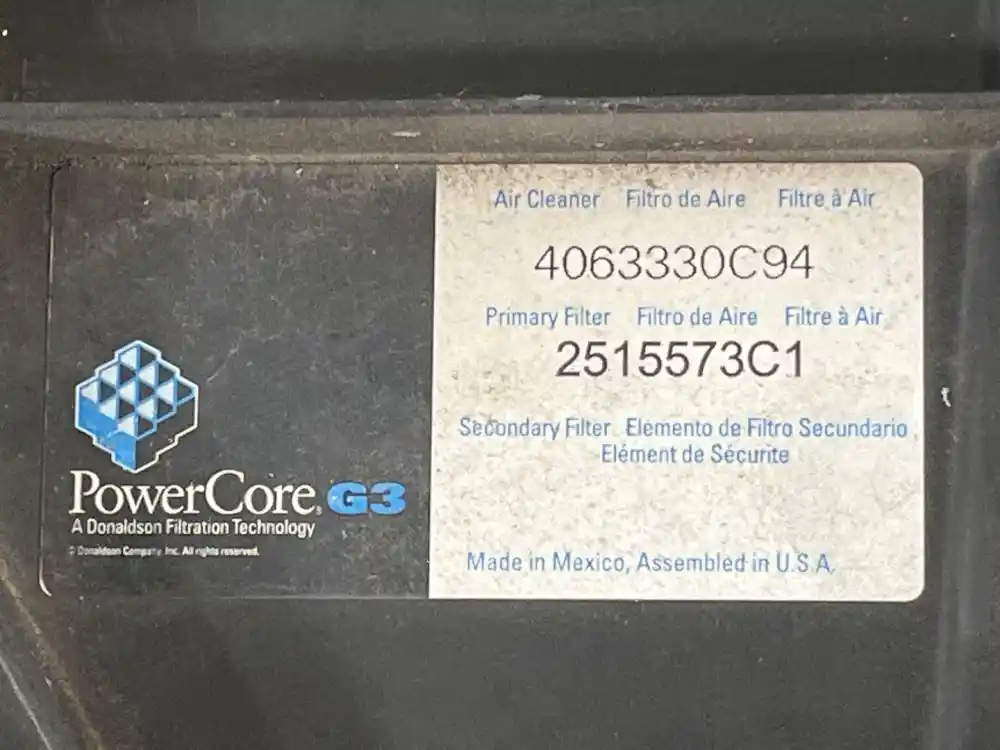 Air Cleaner Filtro de Aire Filtre à Air
4063330C94
Primary Filter Filtro de Aire Filtre à Air
2515573C1
Secondary Filter Elemento de Filtro Secundario
Elément de Sécurite
Made in Mexico, Assembled in U.S.A.
PowerCore® G3
A Donaldson Filtration Technology
© Donaldson Company, Inc. All rights reserved.